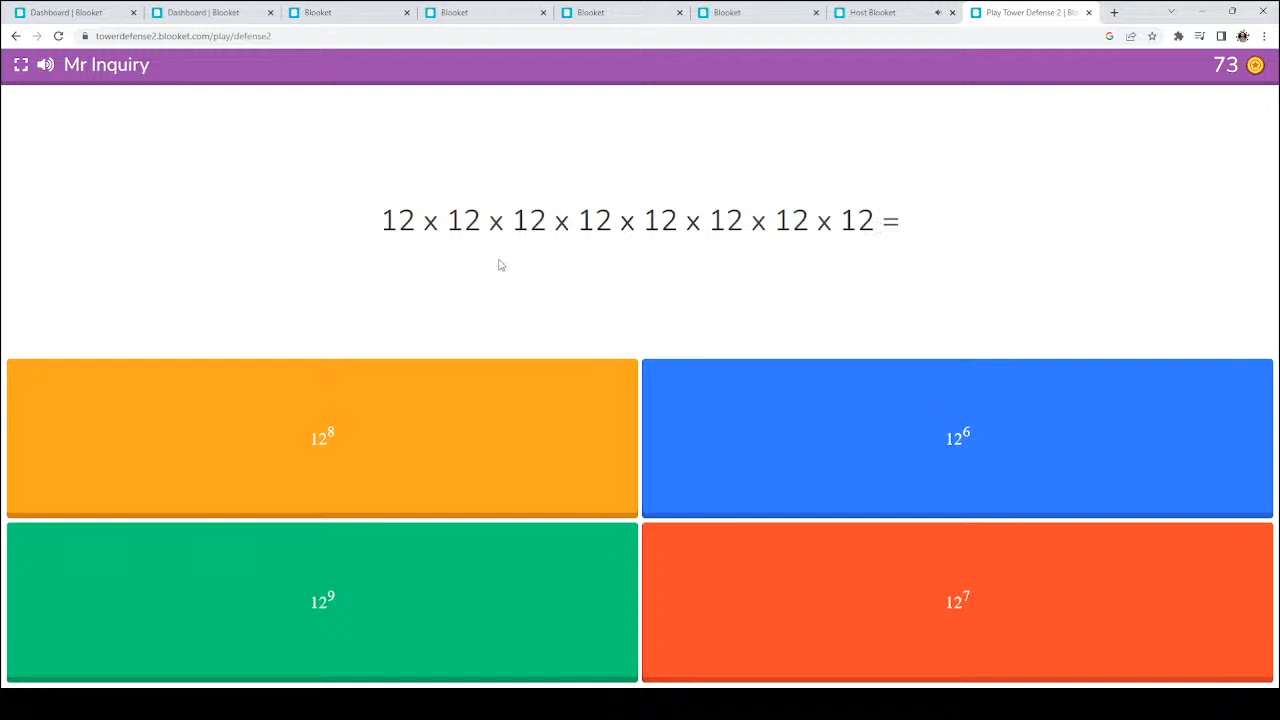 Dashboard | Blooket
Dashboard | Blooket
Blooket
Blooket
Blooket
Blooket
Host Blooket
Play Tower Defense 2 | Blo
towerdefense2.blooket.com/play/defense2
Mr Inquiry
73
12 x 12 x 12 x 12 x 12 x 12 x 12 x 12 =
12⁸
12⁶
12⁹
12⁷